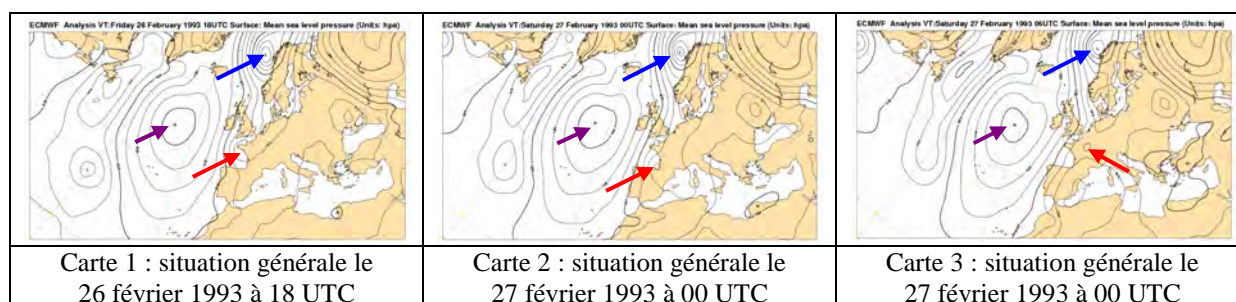 ECMWF Analysis VT:Friday 26 February 1993 18UTC Surface: Mean sea level pressure (Units: hpa)
ECMWF Analysis VT:Saturday 27 February 1993 00UTC Surface: Mean sea level pressure (Units: hpa)
ECMWF Analysis VT:Saturday 27 February 1993 06UTC Surface: Mean sea level pressure (Units: hpa)
Carte 1 : situation générale le
26 février 1993 à 18 UTC
Carte 2 : situation générale le
27 février 1993 à 00 UTC
Carte 3 : situation générale le
27 février 1993 à 00 UTC